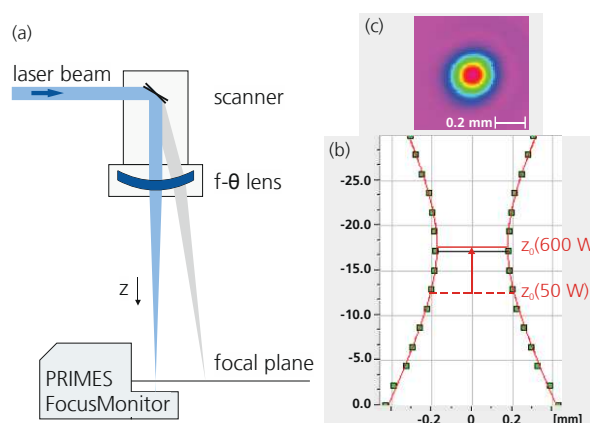 (a)
laser beam
scanner
f-θ lens
z
focal plane
PRIMES
FocusMonitor
(c)
0.2 mm
(b)
-25.0
-20.0
z₀(600 W
-15.0
z₀(50 W)
-10.0
-5.0
0.0
-0.2 0 0.2 [mm]